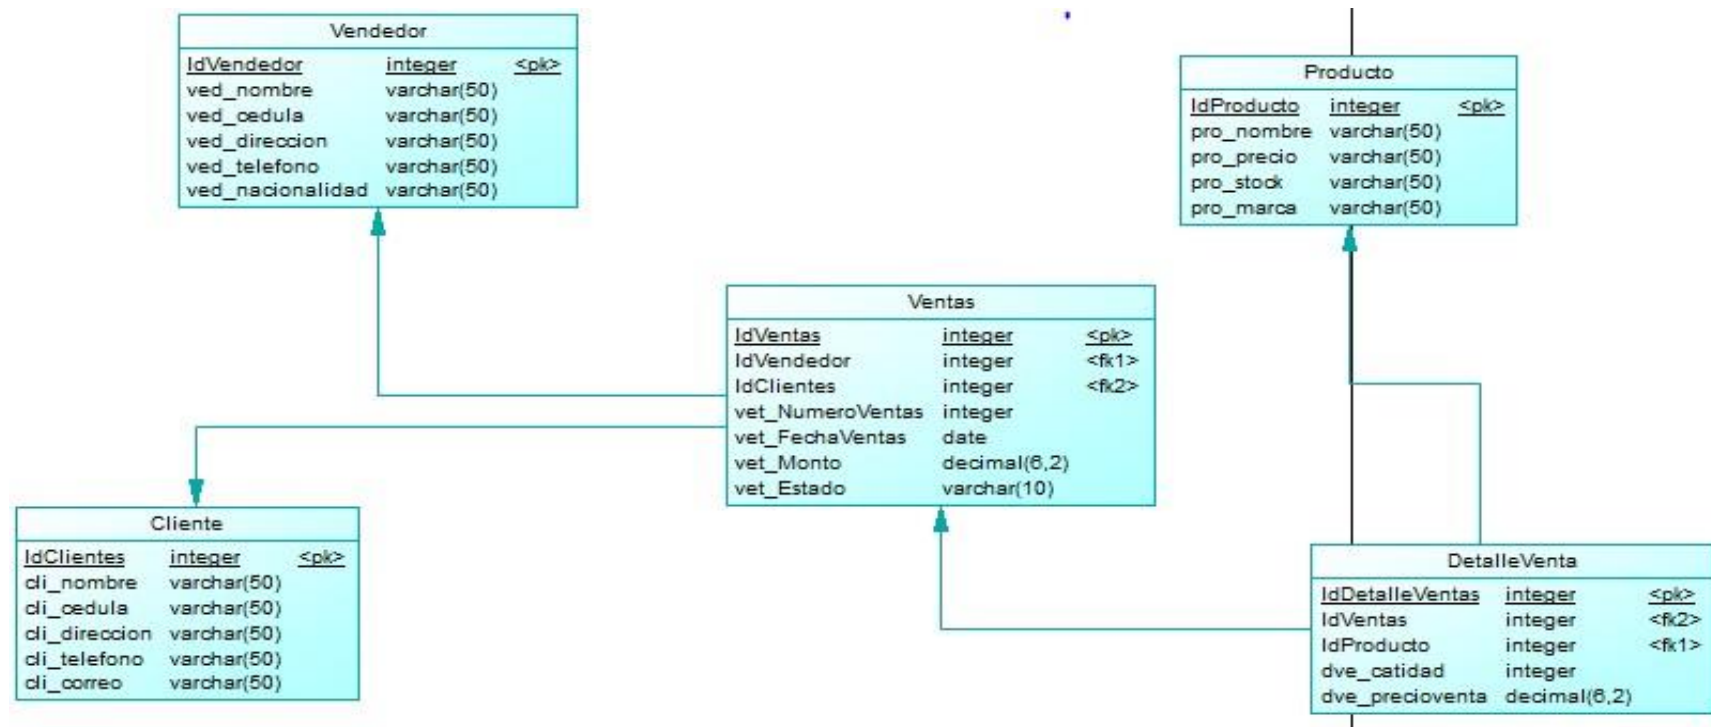 Vendedor
IdVendedor integer <pk>
ved_nombre varchar(50)
ved_cedula varchar(50)
ved_direccion varchar(50)
ved_telefono varchar(50)
ved_nacionalidad varchar(50)
Producto
IdProducto integer <pk>
pro_nombre varchar(50)
pro_precio varchar(50)
pro_stock varchar(50)
pro_marca varchar(50)
Ventas
IdVentas integer <pk>
IdVendedor integer <fk1>
IdClientes integer <fk2>
vet_NumeroVentas integer
vet_FechaVentas date
vet_Monto decimal(6,2)
vet_Estado varchar(10)
Cliente
IdClientes integer <pk>
cli_nombre varchar(50)
cli_cedula varchar(50)
cli_direccion varchar(50)
cli_telefono varchar(50)
cli_correo varchar(50)
DetalleVenta
IdDetalleVentas integer <pk>
IdVentas integer <fk2>
IdProducto integer <fk1>
dve_catidad integer
dve_precioventa decimal(6,2)